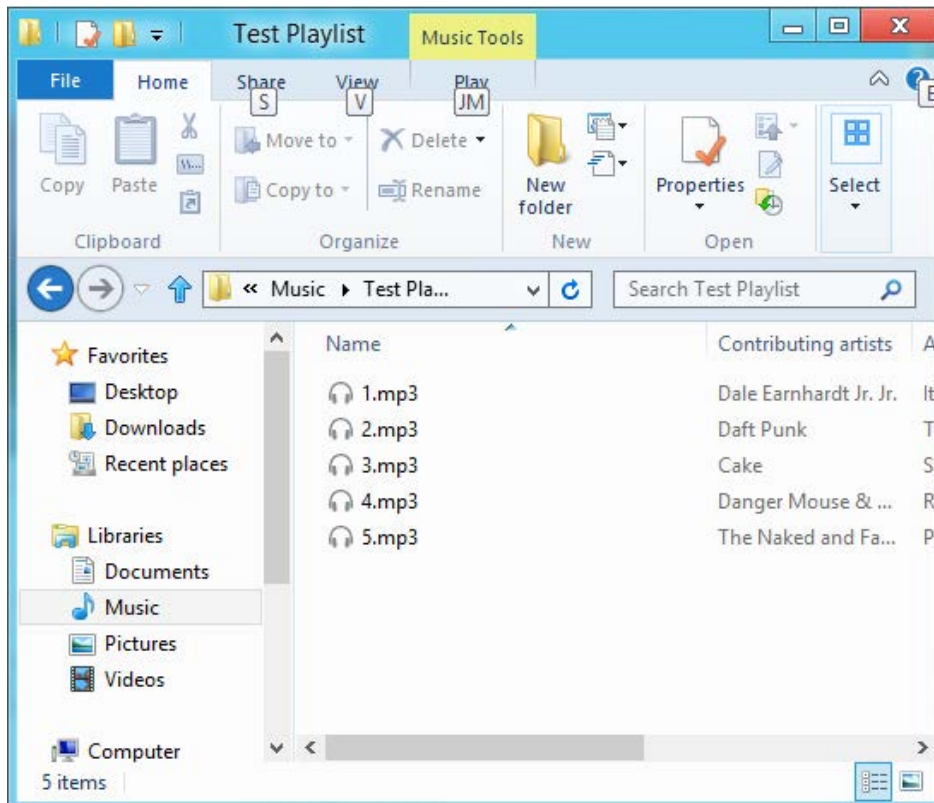 Test Playlist
Music Tools
File Home Share View Play
S V JM E
Copy Paste W... Move to Delete New folder Properties Select
Copy to Rename
Clipboard Organize New Open
« Music Test Pla... Search Test Playlist
Name Contributing artists A
Favorites
Desktop 1.mp3 Dale Earnhardt Jr. Jr. It
Downloads 2.mp3 Daft Punk T
Recent places 3.mp3 Cake S
4.mp3 Danger Mouse & ... R
Libraries 5.mp3 The Naked and Fa... P
Documents
Music
Pictures
Videos
Computer
5 items